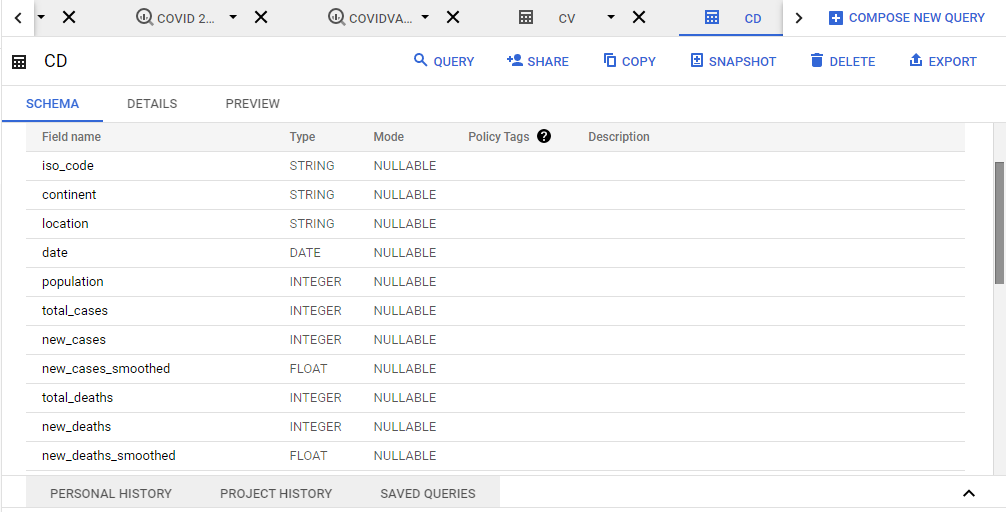 COVID 2... COVIDVA... CV CD COMPOSE NEW QUERY
CD QUERY SHARE COPY SNAPSHOT DELETE EXPORT
SCHEMA DETAILS PREVIEW
Field name Type Mode Policy Tags ? Description
iso_code STRING NULLABLE
continent STRING NULLABLE
location STRING NULLABLE
date DATE NULLABLE
population INTEGER NULLABLE
total_cases INTEGER NULLABLE
new_cases INTEGER NULLABLE
new_cases_smoothed FLOAT NULLABLE
total_deaths INTEGER NULLABLE
new_deaths INTEGER NULLABLE
new_deaths_smoothed FLOAT NULLABLE
PERSONAL HISTORY PROJECT HISTORY SAVED QUERIES